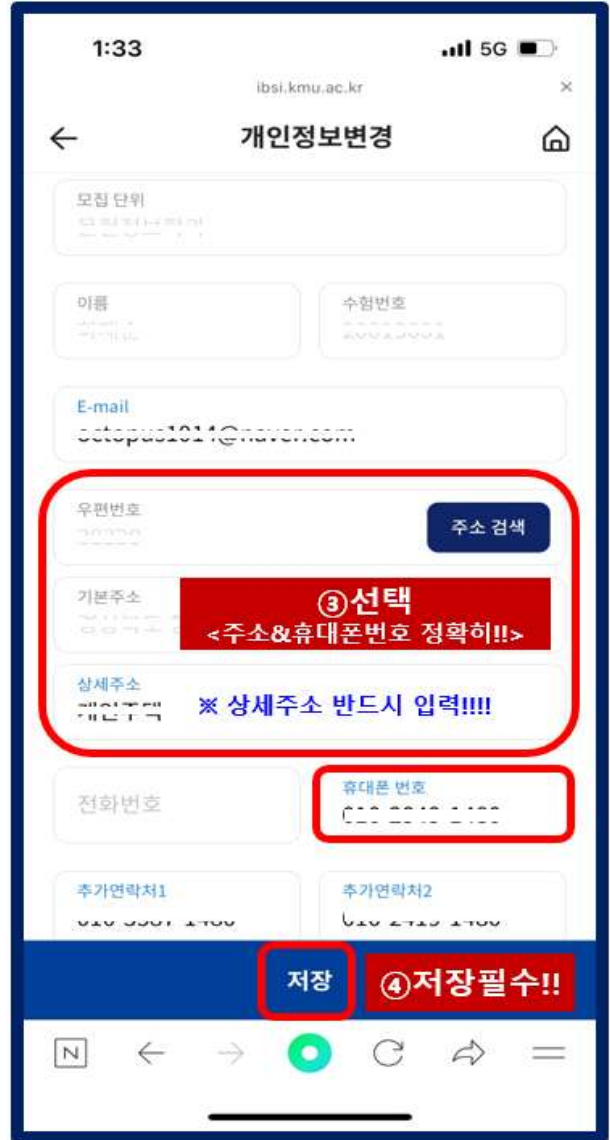 1:33
5G
ibsi.kmu.ac.kr
개인정보변경
모집 단위
이름
수험번호
E-mail
우편번호
주소 검색
기본주소
③선택
<주소&휴대폰번호 정확히!!>
상세주소
※ 상세주소 반드시 입력!!!!
전화번호
휴대폰 번호
추가연락처1
추가연락처2
저장
④저장필수!!
N